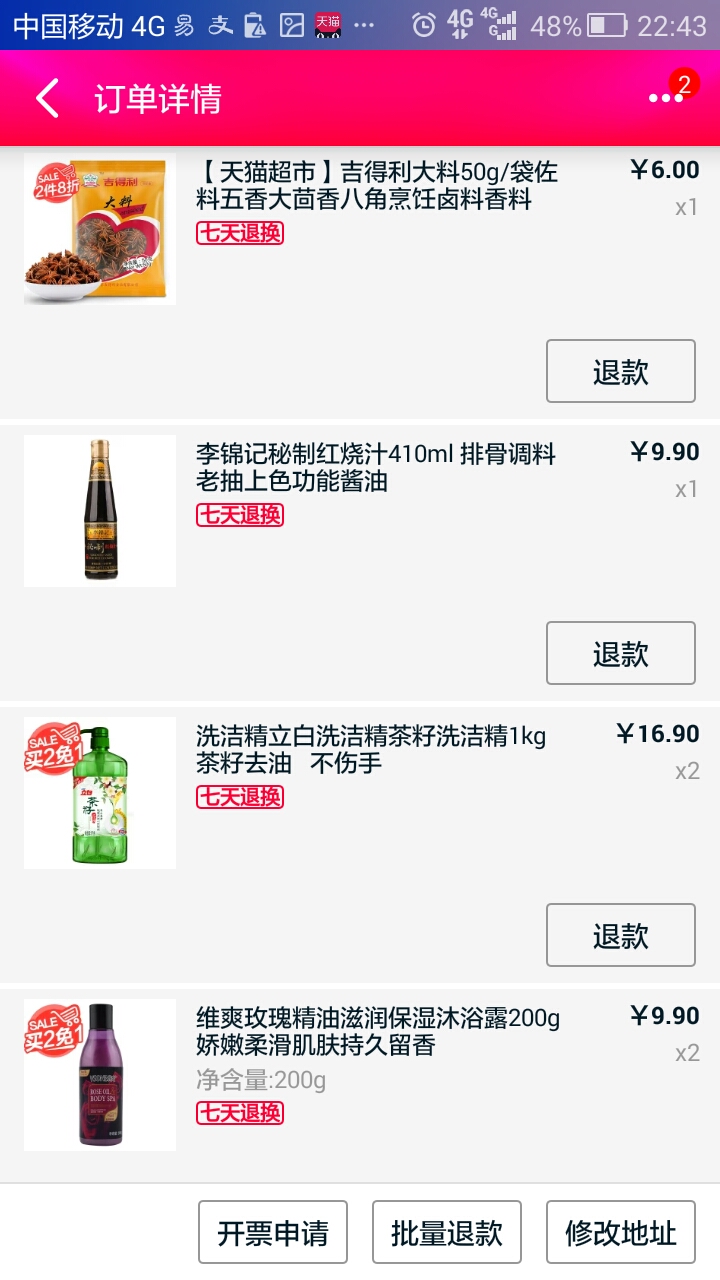 中国移动 4G 易 支 天猫 ... 4G 4G G 48% 22:43
订单详情
2
SALE
2件8折
吉得利
大料
【天猫超市】吉得利大料50g/袋佐
料五香大茴香八角烹饪卤料香料
¥6.00
x1
七天退换
退款
李锦记秘制红烧汁410ml 排骨调料
老抽上色功能酱油
¥9.90
x1
七天退换
退款
SALE
买2免1
茶籽
洗洁精立白洗洁精茶籽洗洁精1kg
茶籽去油 不伤手
¥16.90
x2
七天退换
退款
SALE
买2免1
ROSE OIL
BODY SPA
维爽玫瑰精油滋润保湿沐浴露200g
娇嫩柔滑肌肤持久留香
¥9.90
x2
净含量:200g
七天退换
开票申请 批量退款 修改地址